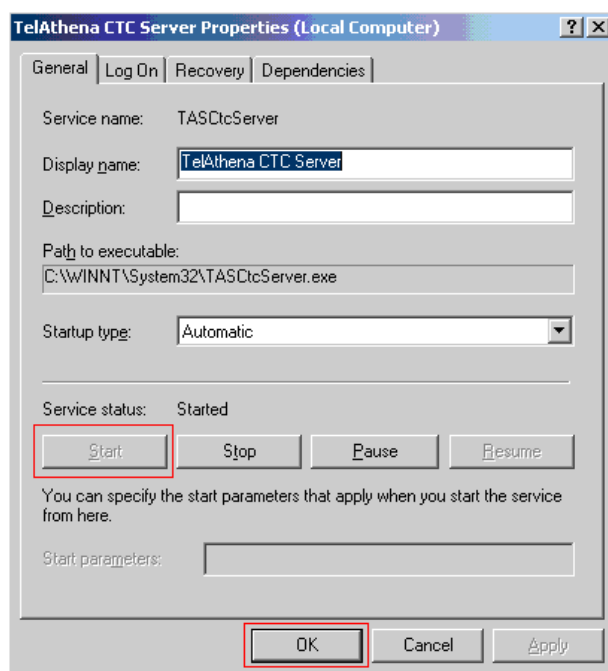 TelAthena CTC Server Properties (Local Computer)
General Log On Recovery Dependencies
Service name: TASCtcServer
Display name: TelAthena CTC Server
Description:
Path to executable:
C:\WINNT\System32\TASCtcServer.exe
Startup type: Automatic
Service status: Started
Start Stop Pause Resume
You can specify the start parameters that apply when you start the service
from here.
Start parameters:
OK Cancel Apply